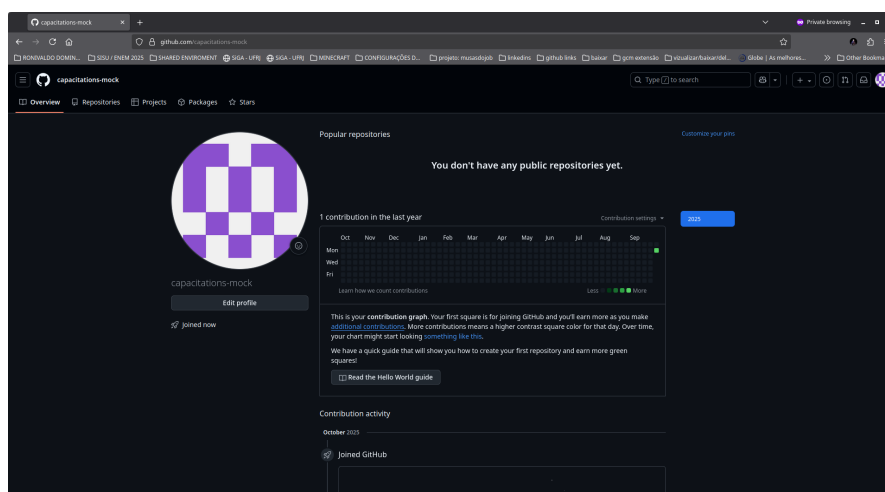 capacitations-mock
Private browsing
github.com/capacitations-mock
RONIVALDO DOMIN...
SISU / ENEM 2025
SHARED ENVIROMENT
SIGA - UFRJ
SIGA - UFRJ
MINECRAFT
CONFIGURAÇÕES D...
projeto: musasdojob
linkedins
github links
baixar
gcm extensão
vizualizar/baixar/del...
Globe | As melhores...
Other Bookma
capacitations-mock
Type / to search
Overview
Repositories
Projects
Packages
Stars
Popular repositories
Customize your pins
You don't have any public repositories yet.
1 contribution in the last year
Contribution settings
2025
Oct Nov Dec Jan Feb Mar Apr May Jun Jul Aug Sep
Mon
Wed
Fri
Learn how we count contributions
Less More
capacitations-mock
Edit profile
Joined now
This is your contribution graph. Your first square is for joining GitHub and you'll earn more as you make
additional contributions. More contributions means a higher contrast square color for that day. Over time,
your chart might start looking something like this.
We have a quick guide that will show you how to create your first repository and earn more green
squares!
Read the Hello World guide
Contribution activity
October 2025
Joined GitHub